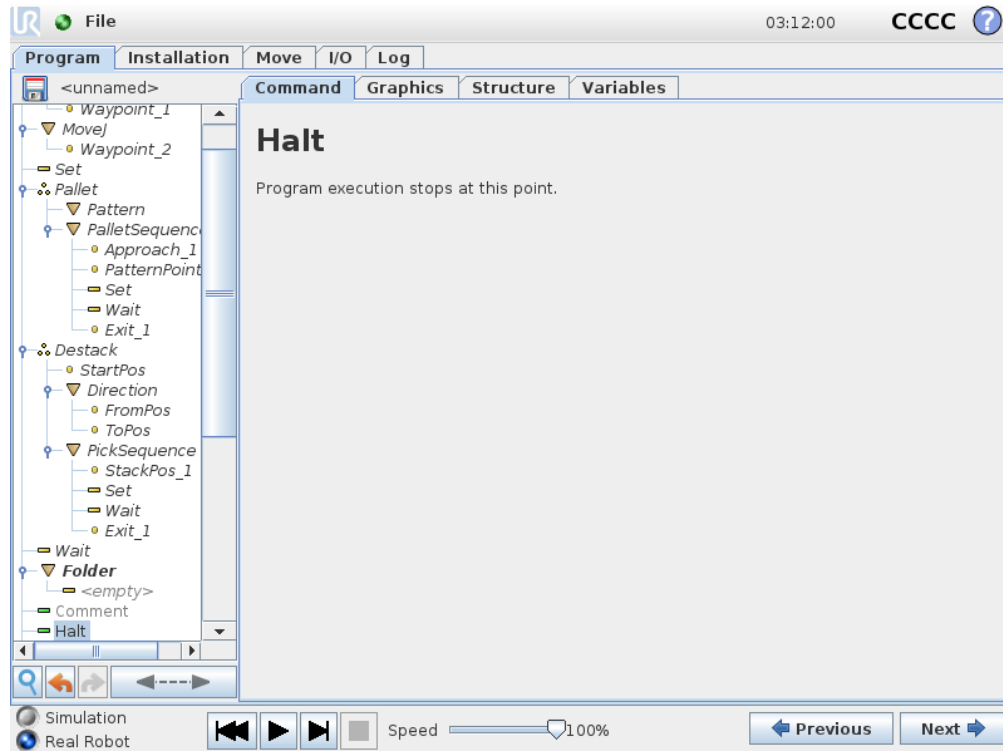 UR File 03:12:00 CCCC ?
Program Installation Move I/O Log
<unnamed> Command Graphics Structure Variables
Waypoint_1
MoveJ
Waypoint_2
Set
Pallet
Pattern
PalletSequenc
Approach_1
PatternPoint
Set
Wait
Exit_1
Destack
StartPos
Direction
FromPos
ToPos
PickSequence
StackPos_1
Set
Wait
Exit_1
Wait
Folder
<empty>
Comment
Halt
Halt
Program execution stops at this point.
Simulation
Real Robot
Speed 100%
Previous Next